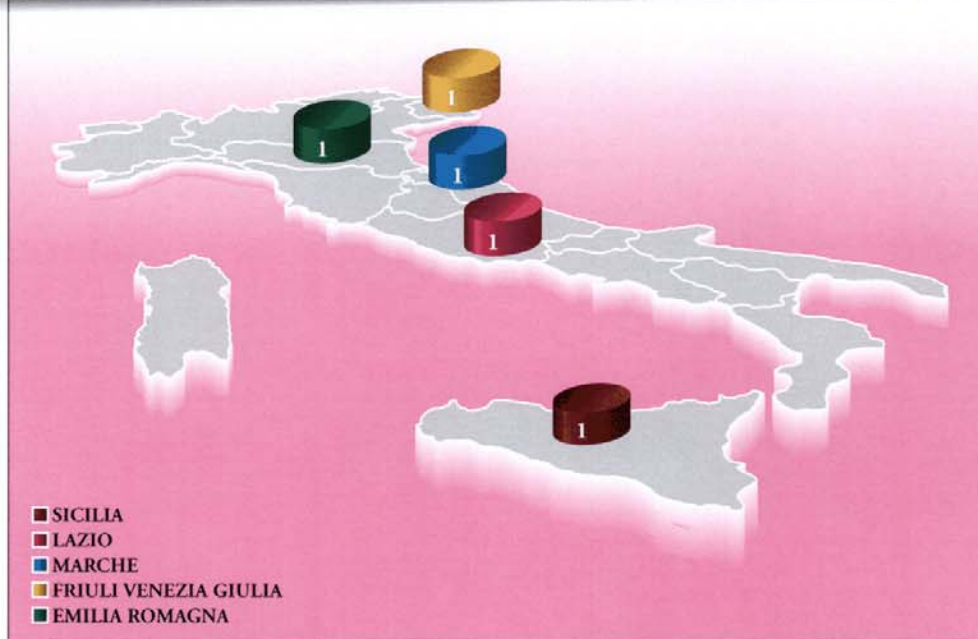 1
1
1
1
1
SICILIA
LAZIO
MARCHE
FRIULI VENEZIA GIULIA
EMILIA ROMAGNA